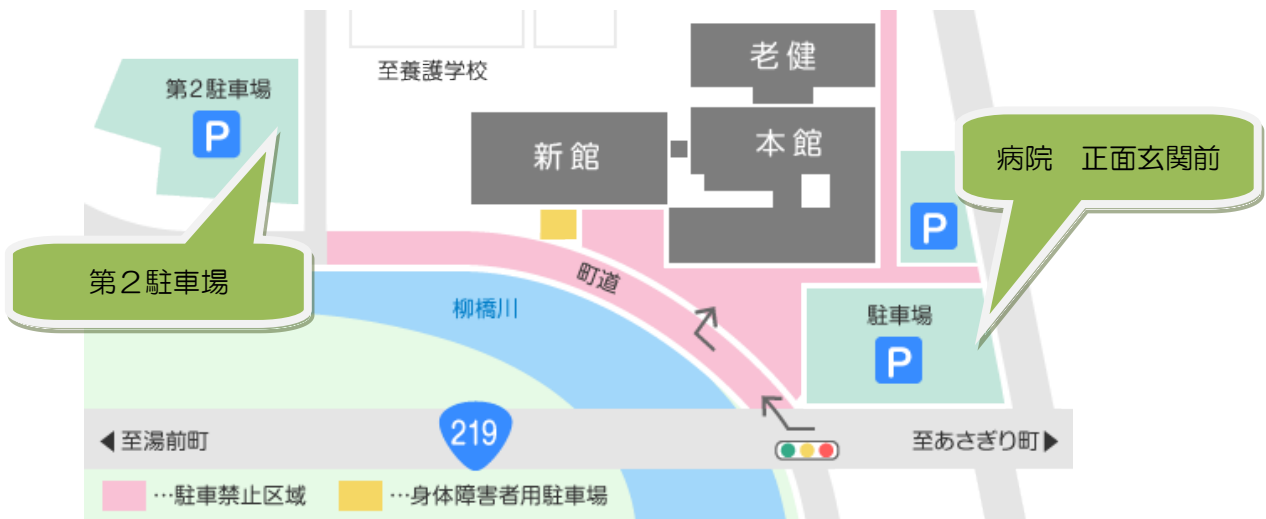 至養護学校
老健
第2駐車場
P
新館
本館
病院　正面玄関前
P
第２駐車場
町道
柳橋川
駐車場
P
◀至湯前町
219
至あさぎり町▶
…駐車禁止区域
…身体障害者用駐車場